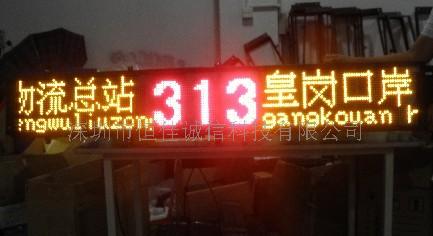 物流总站 313 皇岗口岸
engwuliuzon gangkouan
深圳市恒佳诚信科技有限公司